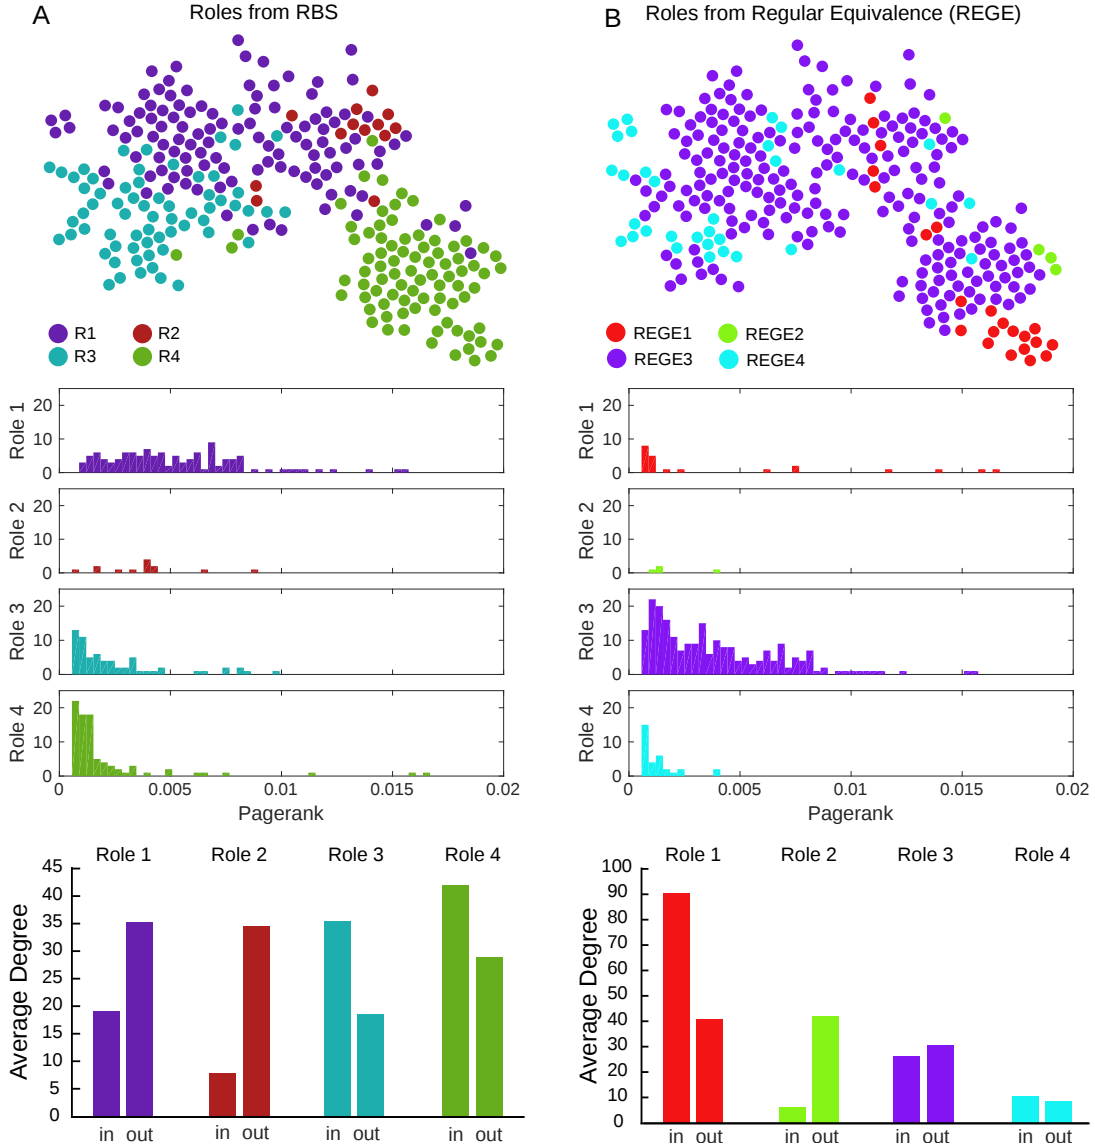 A
Roles from RBS
R1
R2
R3
R4
Role 1
20
10
0
Role 2
20
10
0
Role 3
20
10
0
Role 4
20
10
0
0
0.005
0.01
0.015
0.02
Pagerank
Average Degree
45
40
35
30
25
20
15
10
5
0
Role 1
Role 2
Role 3
Role 4
in out
in out
in out
in out
B
Roles from Regular Equivalence (REGE)
REGE1
REGE2
REGE3
REGE4
Role 1
20
10
0
Role 2
20
10
0
Role 3
20
10
0
Role 4
20
10
0
0
0.005
0.01
0.015
0.02
Pagerank
Average Degree
100
90
80
70
60
50
40
30
20
10
0
Role 1
Role 2
Role 3
Role 4
in out
in out
in out
in out